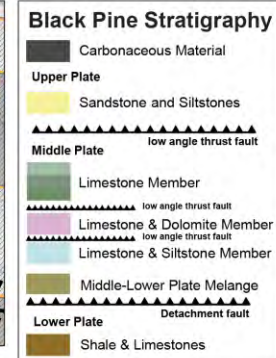 Black Pine Stratigraphy
Carbonaceous Material
Upper Plate
Sandstone and Siltstones
low angle thrust fault
Middle Plate
Limestone Member
low angle thrust fault
Limestone & Dolomite Member
low angle thrust fault
Limestone & Siltstone Member
Middle-Lower Plate Melange
Detachment fault
Lower Plate
Shale & Limestones